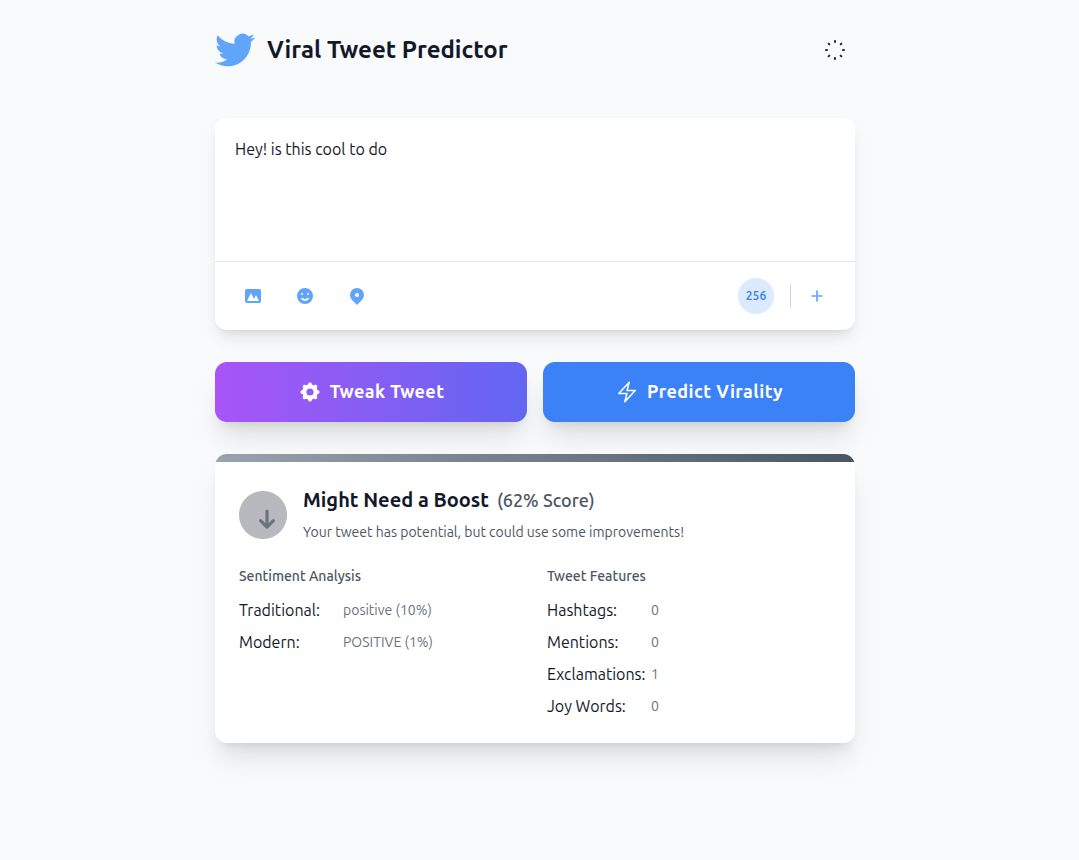 Viral Tweet Predictor
Hey! is this cool to do
256
Tweak Tweet
Predict Virality
Might Need a Boost (62% Score)
Your tweet has potential, but could use some improvements!
Sentiment Analysis
Traditional: positive (10%)
Modern: POSITIVE (1%)
Tweet Features
Hashtags: 0
Mentions: 0
Exclamations: 1
Joy Words: 0